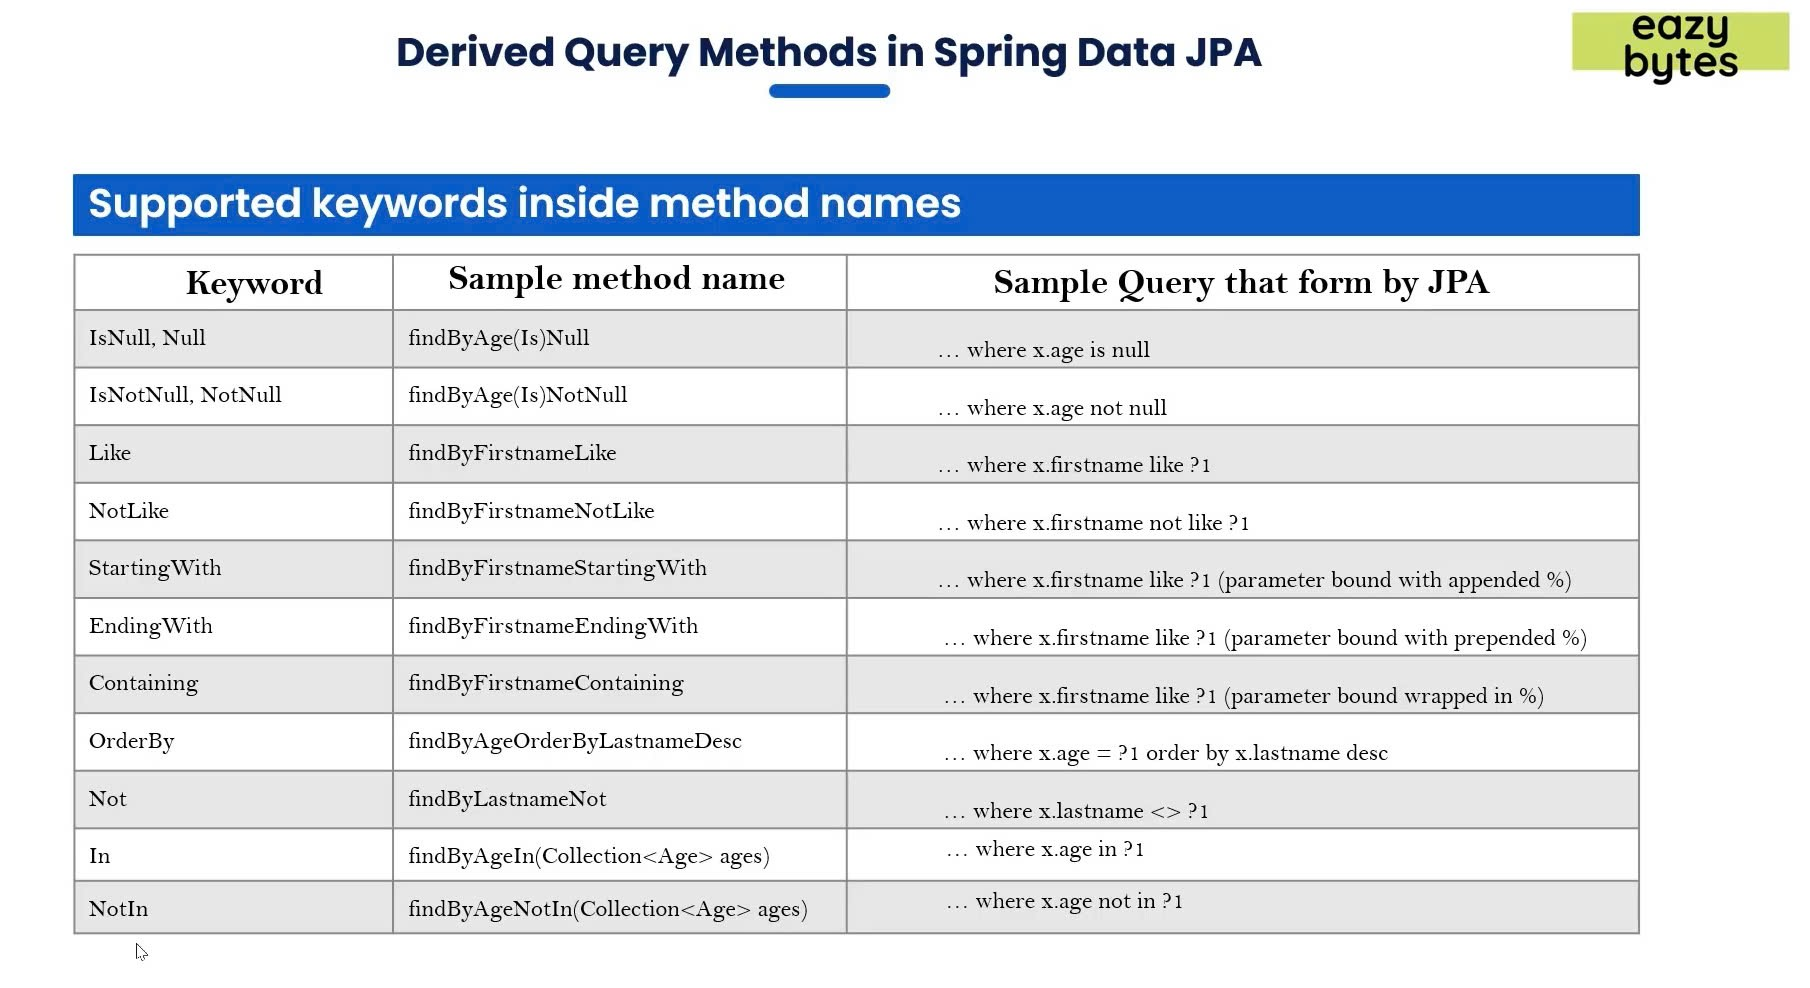 Derived Query Methods in Spring Data JPA
eazy
bytes
Supported keywords inside method names
Keyword Sample method name Sample Query that form by JPA
IsNull, Null findByAge(Is)Null … where x.age is null
IsNotNull, NotNull findByAge(Is)NotNull … where x.age not null
Like findByFirstnameLike … where x.firstname like ?1
NotLike findByFirstnameNotLike … where x.firstname not like ?1
StartingWith findByFirstnameStartingWith … where x.firstname like ?1 (parameter bound with appended %)
EndingWith findByFirstnameEndingWith … where x.firstname like ?1 (parameter bound with prepended %)
Containing findByFirstnameContaining … where x.firstname like ?1 (parameter bound wrapped in %)
OrderBy findByAgeOrderByLastnameDesc … where x.age = ?1 order by x.lastname desc
Not findByLastnameNot … where x.lastname <> ?1
In findByAgeIn(Collection<Age> ages) … where x.age in ?1
NotIn findByAgeNotIn(Collection<Age> ages) … where x.age not in ?1